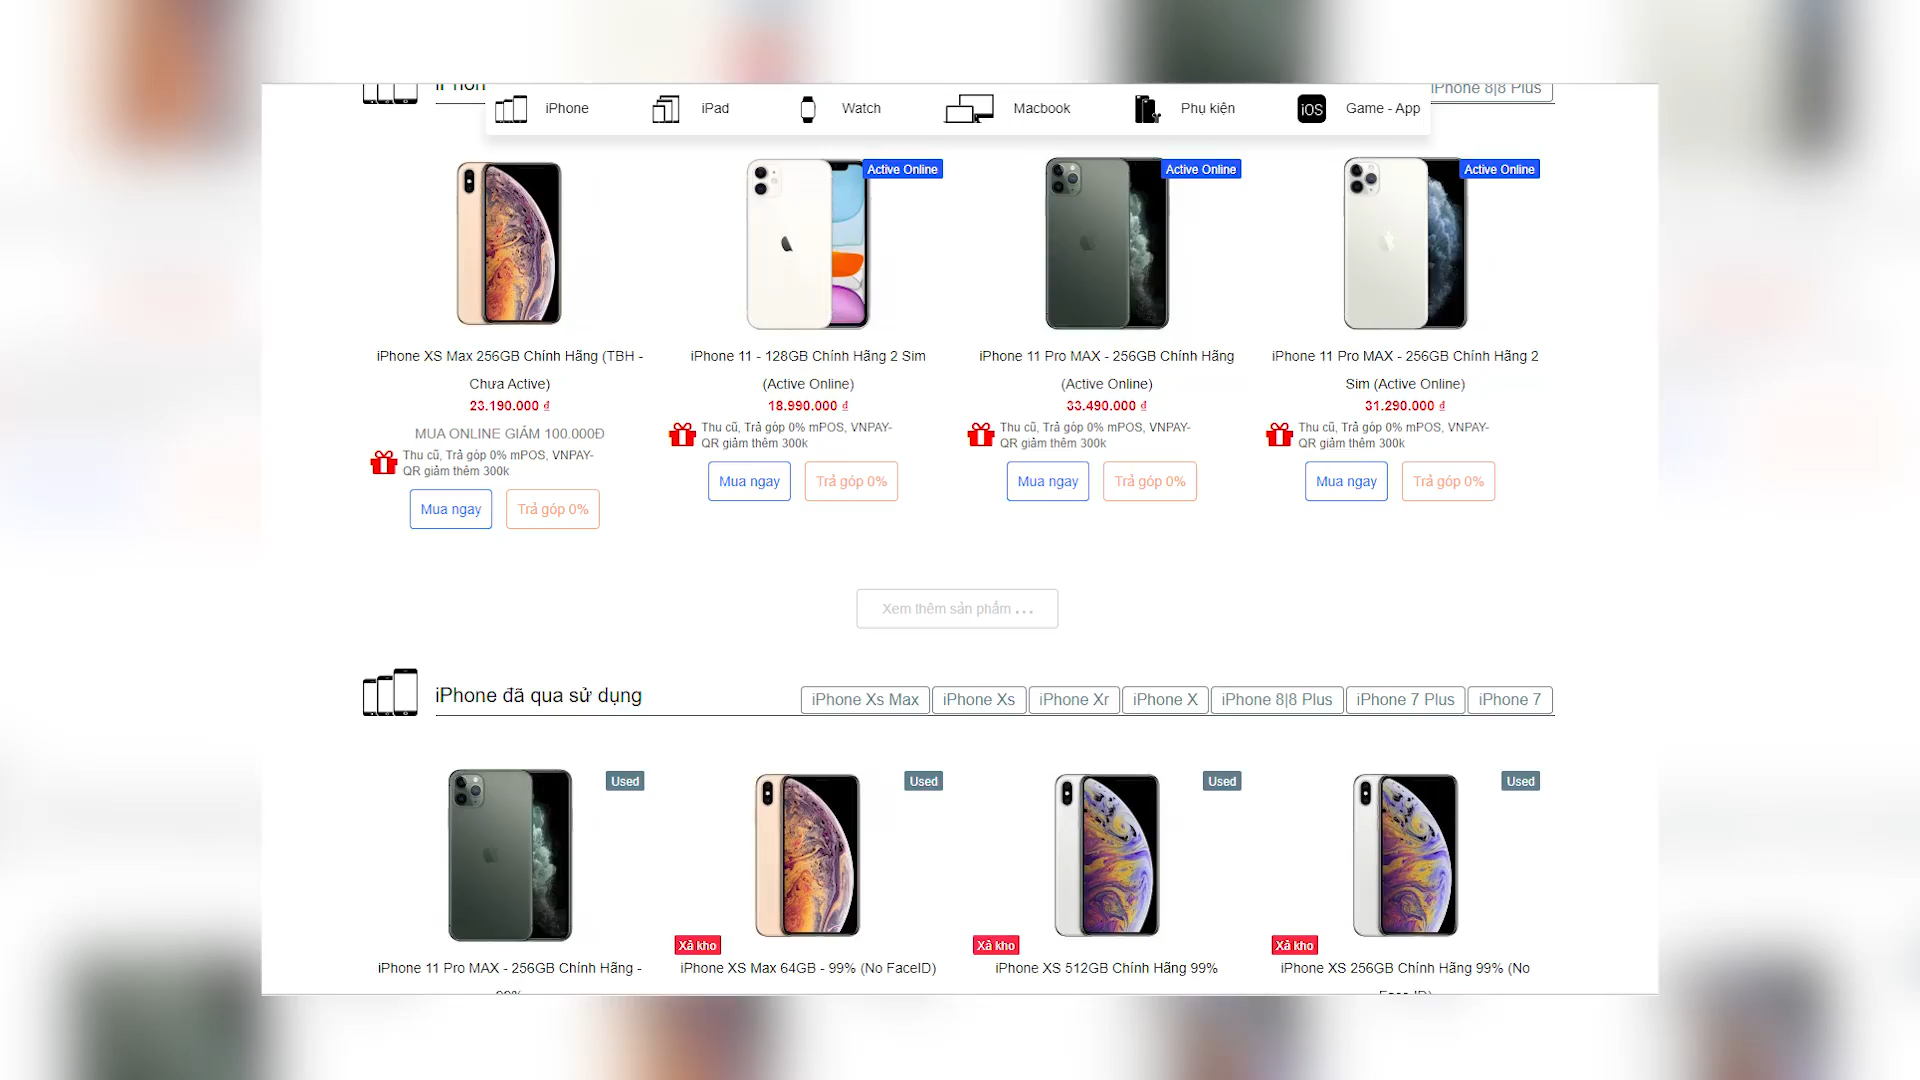 iPhone
iPad
Watch
Macbook
iOS
Phụ kiện
Game - App
iPhone 8|8 Plus
Active Online
Active Online
Active Online
iPhone XS Max 256GB Chính Hãng (TBH -
Chưa Active)
23.190.000 ₫
MUA ONLINE GIẢM 100.000Đ
Thu cũ, Trả góp 0% mPOS, VNPAY-
QR giảm thêm 300k
Mua ngay
Trả góp 0%
iPhone 11 - 128GB Chính Hãng 2 Sim
(Active Online)
18.990.000 ₫
Thu cũ, Trả góp 0% mPOS, VNPAY-
QR giảm thêm 300k
Mua ngay
Trả góp 0%
iPhone 11 Pro MAX - 256GB Chính Hãng
(Active Online)
33.490.000 ₫
Thu cũ, Trả góp 0% mPOS, VNPAY-
QR giảm thêm 300k
Mua ngay
Trả góp 0%
iPhone 11 Pro MAX - 256GB Chính Hãng 2
Sim (Active Online)
31.290.000 ₫
Thu cũ, Trả góp 0% mPOS, VNPAY-
QR giảm thêm 300k
Mua ngay
Trả góp 0%
Xem thêm sản phẩm ...
iPhone đã qua sử dụng
iPhone Xs Max
iPhone Xs
iPhone Xr
iPhone X
iPhone 8|8 Plus
iPhone 7 Plus
iPhone 7
Used
Used
Used
Used
Xả kho
Xả kho
Xả kho
iPhone 11 Pro MAX - 256GB Chính Hãng -
iPhone XS Max 64GB - 99% (No FaceID)
iPhone XS 512GB Chính Hãng 99%
iPhone XS 256GB Chính Hãng 99% (No